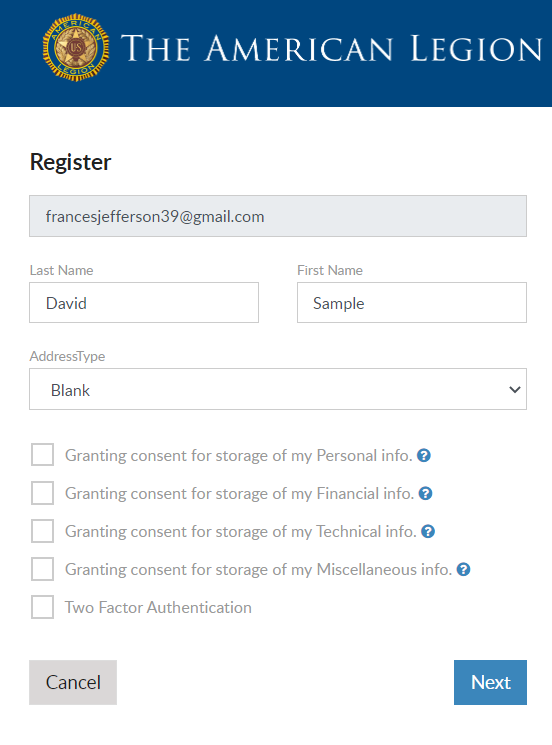 AMERICAN
US
LEGION
THE AMERICAN LEGION
Register
francesjefferson39@gmail.com
Last Name First Name
David Sample
AddressType
Blank
Granting consent for storage of my Personal info. ?
Granting consent for storage of my Financial info. ?
Granting consent for storage of my Technical info. ?
Granting consent for storage of my Miscellaneous info. ?
Two Factor Authentication
Cancel Next